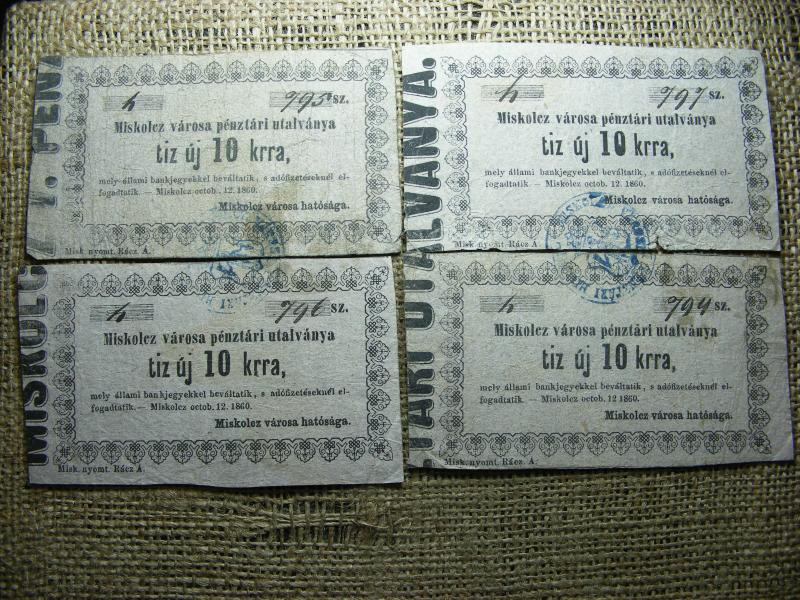 h 795 sz.
Miskolcz városa pénztári utalványa
tiz új 10 krra,
mely állami bankjegyekkel beváltatik, s adófizetéseknél el-
fogadtatik. — Miskolcz octob. 12. 1860.
Miskolcz városa hatósága.
Misk. nyomt. Rácz A.
h 797 sz.
Miskolcz városa pénztári utalványa
tiz új 10 krra,
mely állami bankjegyekkel beváltatik, s adófizetéseknél el-
fogadtatik. — Miskolcz octob. 12. 1860.
Miskolcz városa hatósága.
Misk. nyomt. Rácz A.
h 796 sz.
Miskolcz városa pénztári utalványa
tiz új 10 krra,
mely állami bankjegyekkel beváltatik, s adófizetéseknél el-
fogadtatik. — Miskolcz octob. 12. 1860.
Miskolcz városa hatósága.
Misk. nyomt. Rácz A.
h 794 sz.
Miskolcz városa pénztári utalványa
tiz új 10 krra,
mely állami bankjegyekkel beváltatik, s adófizetéseknél el-
fogadtatik. — Miskolcz octob. 12. 1860.
Miskolcz városa hatósága.
Misk. nyomt. Rácz A.
MISKOLC
V. PÉNZ
TÁRI UTALVÁNYA.